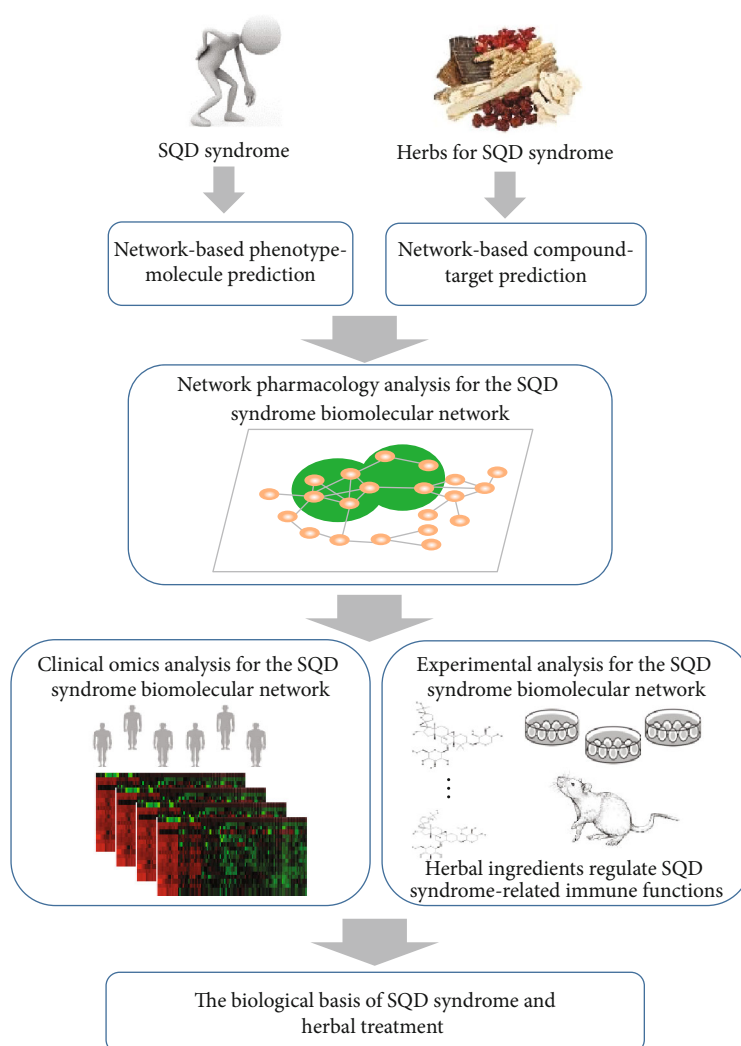 SQD syndrome
Herbs for SQD syndrome
Network-based phenotype-
molecule prediction
Network-based compound-
target prediction
Network pharmacology analysis for the SQD
syndrome biomolecular network
Clinical omics analysis for the SQD
syndrome biomolecular network
Experimental analysis for the SQD
syndrome biomolecular network
Herbal ingredients regulate SQD
syndrome-related immune functions
The biological basis of SQD syndrome and
herbal treatment